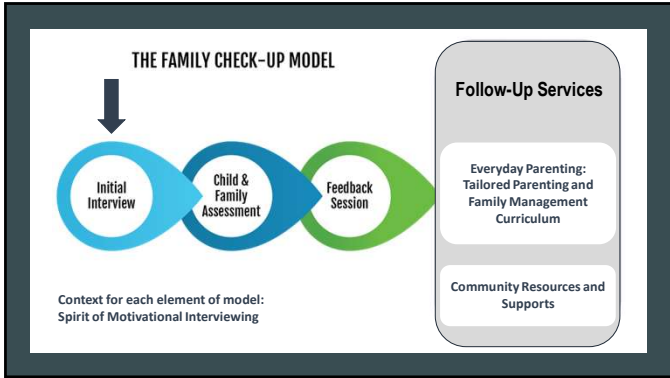 THE FAMILY CHECK-UP MODEL
Initial
Interview
Child &
Family
Assessment
Feedback
Session
Context for each element of model:
Spirit of Motivational Interviewing
Follow-Up Services
Everyday Parenting:
Tailored Parenting and
Family Management
Curriculum
Community Resources and
Supports